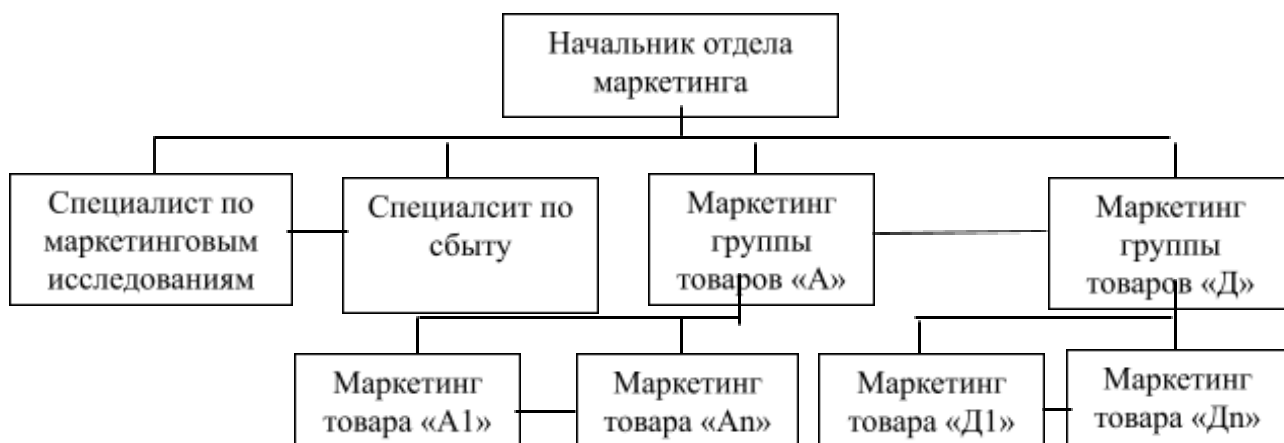 Начальник отдела
маркетинга
Специалист по
маркетинговым
исследованиям
Специалсит по
сбыту
Маркетинг
группы
товаров «А»
Маркетинг
группы
товаров «Д»
Маркетинг
товара «А1»
Маркетинг
товара «Аn»
Маркетинг
товара «Д1»
Маркетинг
товара «Дn»